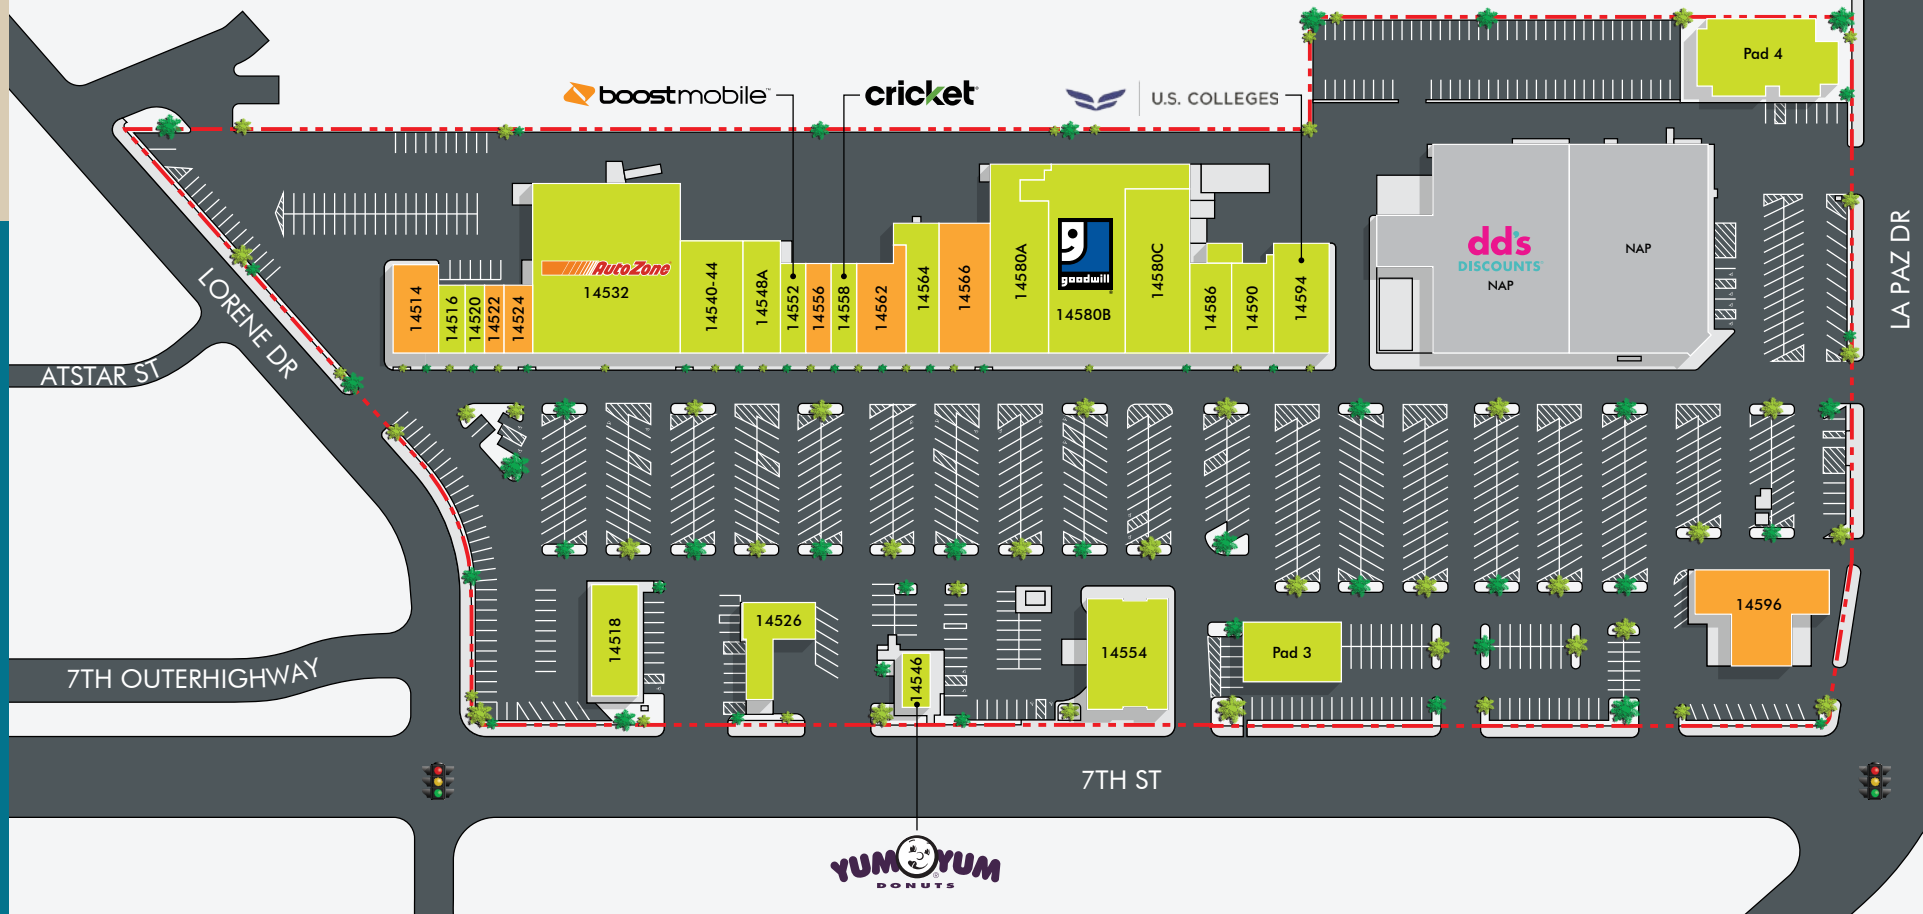 Pad 4
boostmobile
cricket
U.S. COLLEGES
LA PAZ DR
LORENE DR
ATSTAR ST
14514
14516
14520
14522
14524
AutoZone
14532
14540-44
14548A
14552
14556
14558
14562
14564
14566
14580A
goodwill
14580B
14580C
14586
14590
14594
dd's
DISCOUNTS
NAP
NAP
14518
14526
14546
14554
Pad 3
14596
7TH OUTERHIGHWAY
7TH ST
YUM YUM
DONUTS